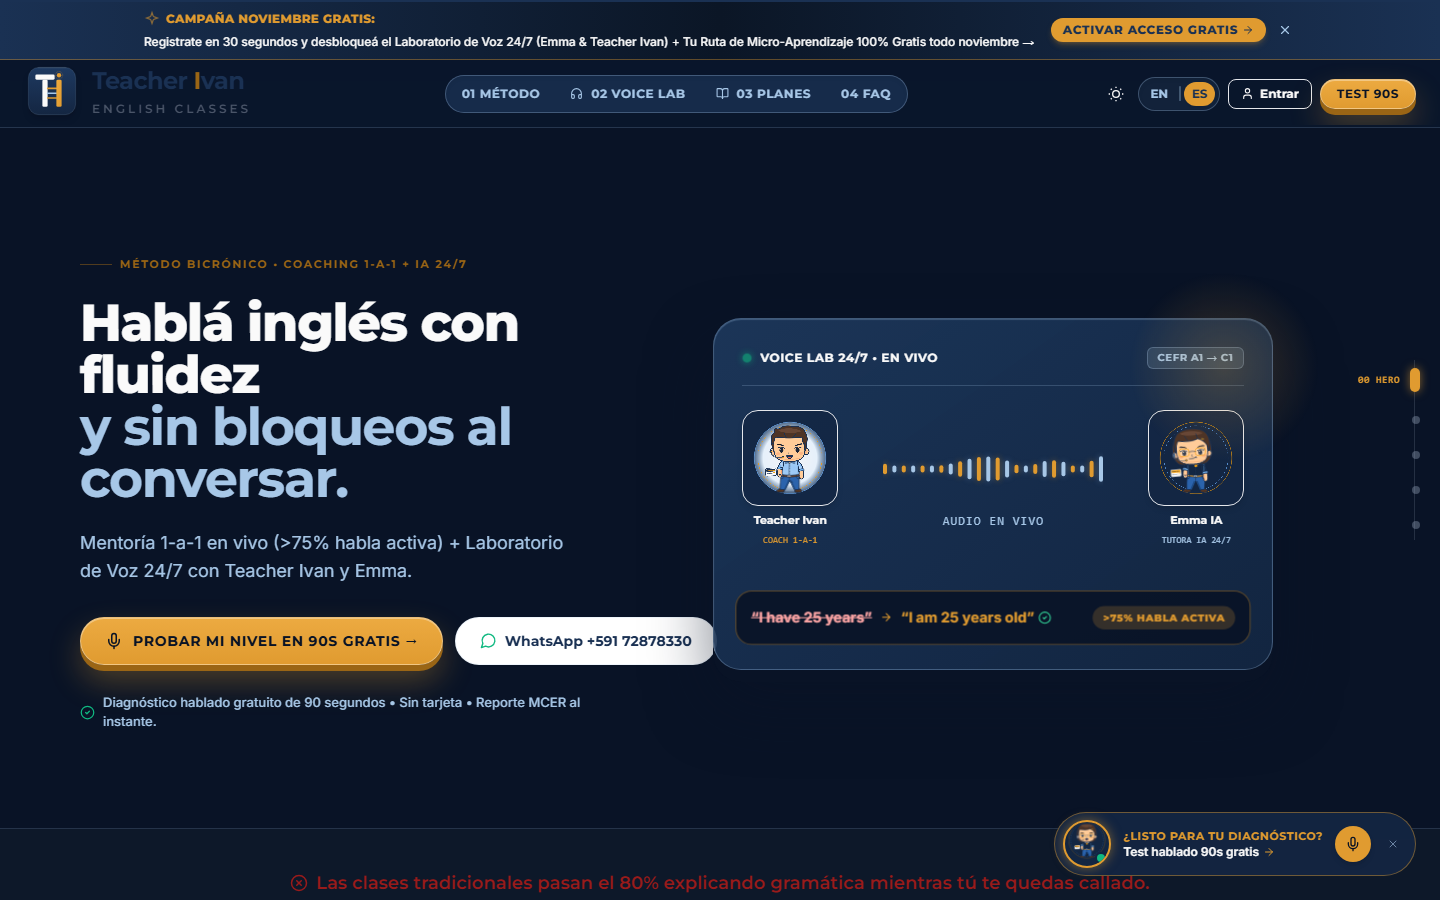 CAMPAÑA NOVIEMBRE GRATIS:
Registrate en 30 segundos y desbloqueá el Laboratorio de Voz 24/7 (Emma & Teacher Ivan) + Tu Ruta de Micro-Aprendizaje 100% Gratis todo noviembre →
ACTIVAR ACCESO GRATIS →
Ti
Teacher Ivan
ENGLISH CLASSES
01 MÉTODO
02 VOICE LAB
03 PLANES
04 FAQ
EN | ES
Entrar
TEST 90S
MÉTODO BICRÓNICO • COACHING 1-A-1 + IA 24/7
Hablá inglés con
fluidez
y sin bloqueos al
conversar.
Mentoría 1-a-1 en vivo (>75% habla activa) + Laboratorio
de Voz 24/7 con Teacher Ivan y Emma.
PROBAR MI NIVEL EN 90S GRATIS →
WhatsApp +591 72878330
Diagnóstico hablado gratuito de 90 segundos • Sin tarjeta • Reporte MCER al
instante.
VOICE LAB 24/7 • EN VIVO
CEFR A1 → C1
Teacher Ivan
COACH 1-A-1
AUDIO EN VIVO
Emma IA
TUTORA IA 24/7
“I have 25 years” → “I am 25 years old”
>75% HABLA ACTIVA
00 HERO
¿LISTO PARA TU DIAGNÓSTICO?
Test hablado 90s gratis →
Las clases tradicionales pasan el 80% explicando gramática mientras tú te quedas callado.